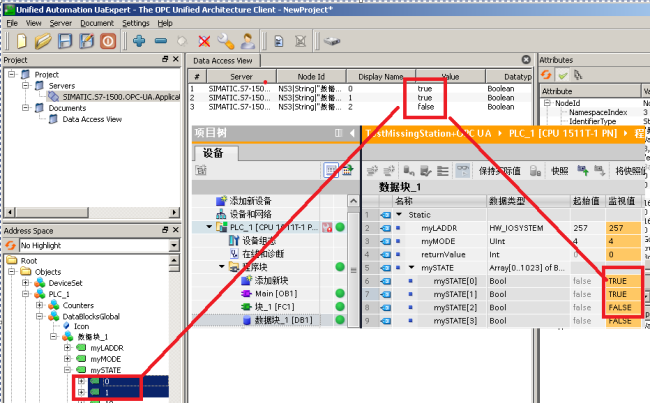 Unified Automation UaExpert - The OPC Unified Architecture Client - NewProject*
File View Server Document Settings Help
Project
Project
Servers
SIMATIC.S7-1500.OPC-UA.Applica
Documents
Data Access View
Address Space
No Highlight
Root
Objects
DeviceSet
PLC_1
Counters
DataBlocksGlobal
Icon
数据块_1
myLADDR
myMODE
mySTATE
0
1
Data Access View
# Server Node Id Display Name Value Datatyp
1 SIMATIC.S7-150... NS3|String|"数据... 0 true Boolean
2 SIMATIC.S7-150... NS3|String|"数据... 1 true Boolean
3 SIMATIC.S7-150... NS3|String|"数据... 2 false Boolean
Attributes
Attribute
NodeId
NamespaceIndex
IdentifierType
项目树
设备
添加新设备
设备和网络
PLC_1 [CPU 1511T-1 P...
设备组态
在线和诊断
程序块
添加新块
Main [OB1]
块_1 [FC1]
数据块_1 [DB1]
TestMissingStation+OPC UA PLC_1 [CPU 1511T-1 PN] 程
保持实际值 快照 将快照值
数据块_1
名称 数据类型 起始值 监视值
1 Static
2 myLADDR HW_IOSYSTEM 257 257
3 myMODE UInt 4 4
4 returnValue Int 0 0
5 mySTATE Array[0..1023] of B...
6 mySTATE[0] Bool false TRUE
7 mySTATE[1] Bool false TRUE
8 mySTATE[2] Bool false FALSE
9 mySTATE[3] Bool false FALSE